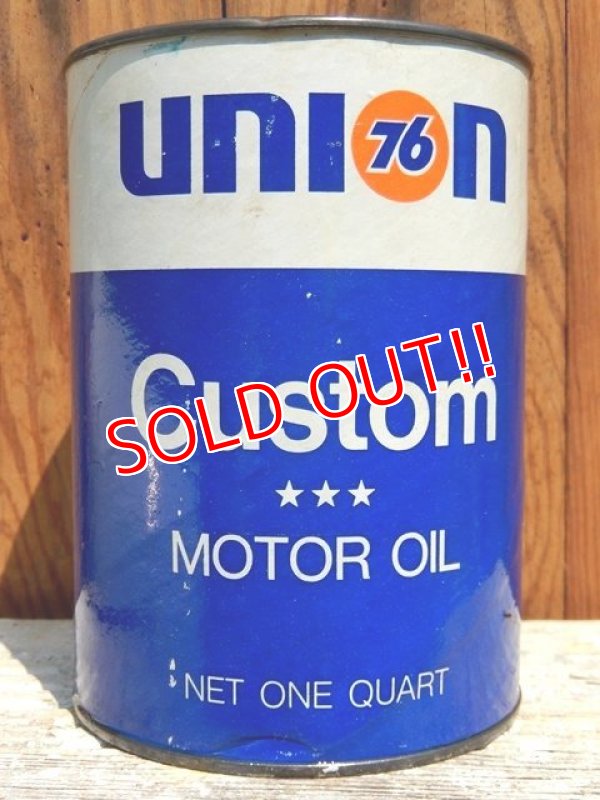 union
76
Custom
SOLD OUT!!
★★★
MOTOR OIL
NET ONE QUART